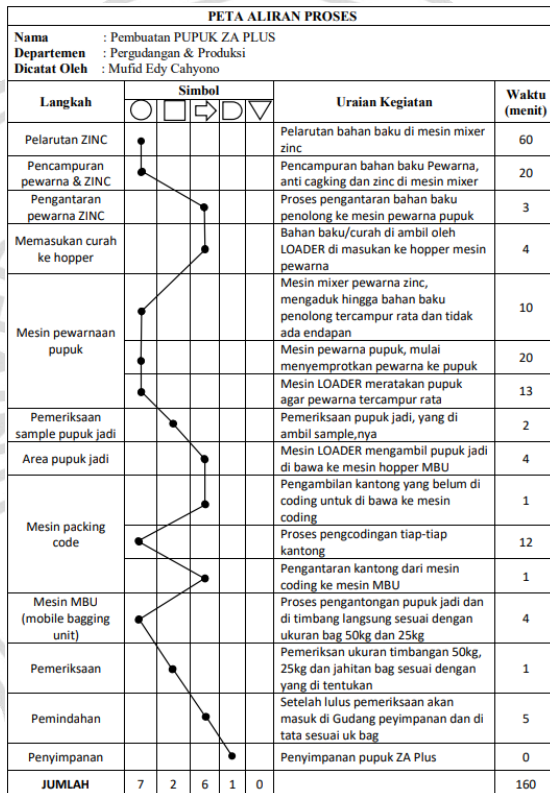 PETA ALIRAN PROSES
Nama : Pembuatan PUPUK ZA PLUS
Departemen : Pergudangan & Produksi
Dicatat Oleh : Mufid Edy Cahyono
Langkah
Simbol
Uraian Kegiatan
Waktu
(menit)
Pelarutan ZINC
Pelarutan bahan baku di mesin mixer
zinc
60
Pencampuran
pewarna & ZINC
Pencampuran bahan baku Pewarna,
anti cagking dan zinc di mesin mixer
20
Pengantaran
pewarna ZINC
Proses pengantaran bahan baku
penolong ke mesin pewarna pupuk
3
Memasukan curah
ke hopper
Bahan baku/curah di ambil oleh
LOADER di masukan ke hopper mesin
pewarna
4
Mesin pewarnaan
pupuk
Mesin mixer pewarna zinc,
mengaduk hingga bahan baku
penolong tercampur rata dan tidak
ada endapan
10
Mesin pewarna pupuk, mulai
menyemprotkan pewarna ke pupuk
20
Mesin LOADER meratakan pupuk
agar pewarna tercampur rata
13
Pemeriksaan
sample pupuk jadi
Pemeriksaan pupuk jadi, yang di
ambil sample,nya
2
Area pupuk jadi
Mesin LOADER mengambil pupuk jadi
di bawa ke mesin hopper MBU
4
Mesin packing
code
Pengambilan kantong yang belum di
coding untuk di bawa ke mesin
coding
1
Proses pengcodingan tiap-tiap
kantong
12
Pengantaran kantong dari mesin
coding ke mesin MBU
1
Mesin MBU
(mobile bagging
unit)
Proses pengantongan pupuk jadi dan
di timbang langsung sesuai dengan
ukuran bag 50kg dan 25kg
4
Pemeriksaan
Pemeriksan ukuran timbangan 50kg,
25kg dan jahitan bag sesuai dengan
yang di tentukan
1
Pemindahan
Setelah lulus pemeriksaan akan
masuk di Gudang peyimpanan dan di
tata sesuai uk bag
5
Penyimpanan
Penyimpanan pupuk ZA Plus
0
JUMLAH 7 2 6 1 0 160